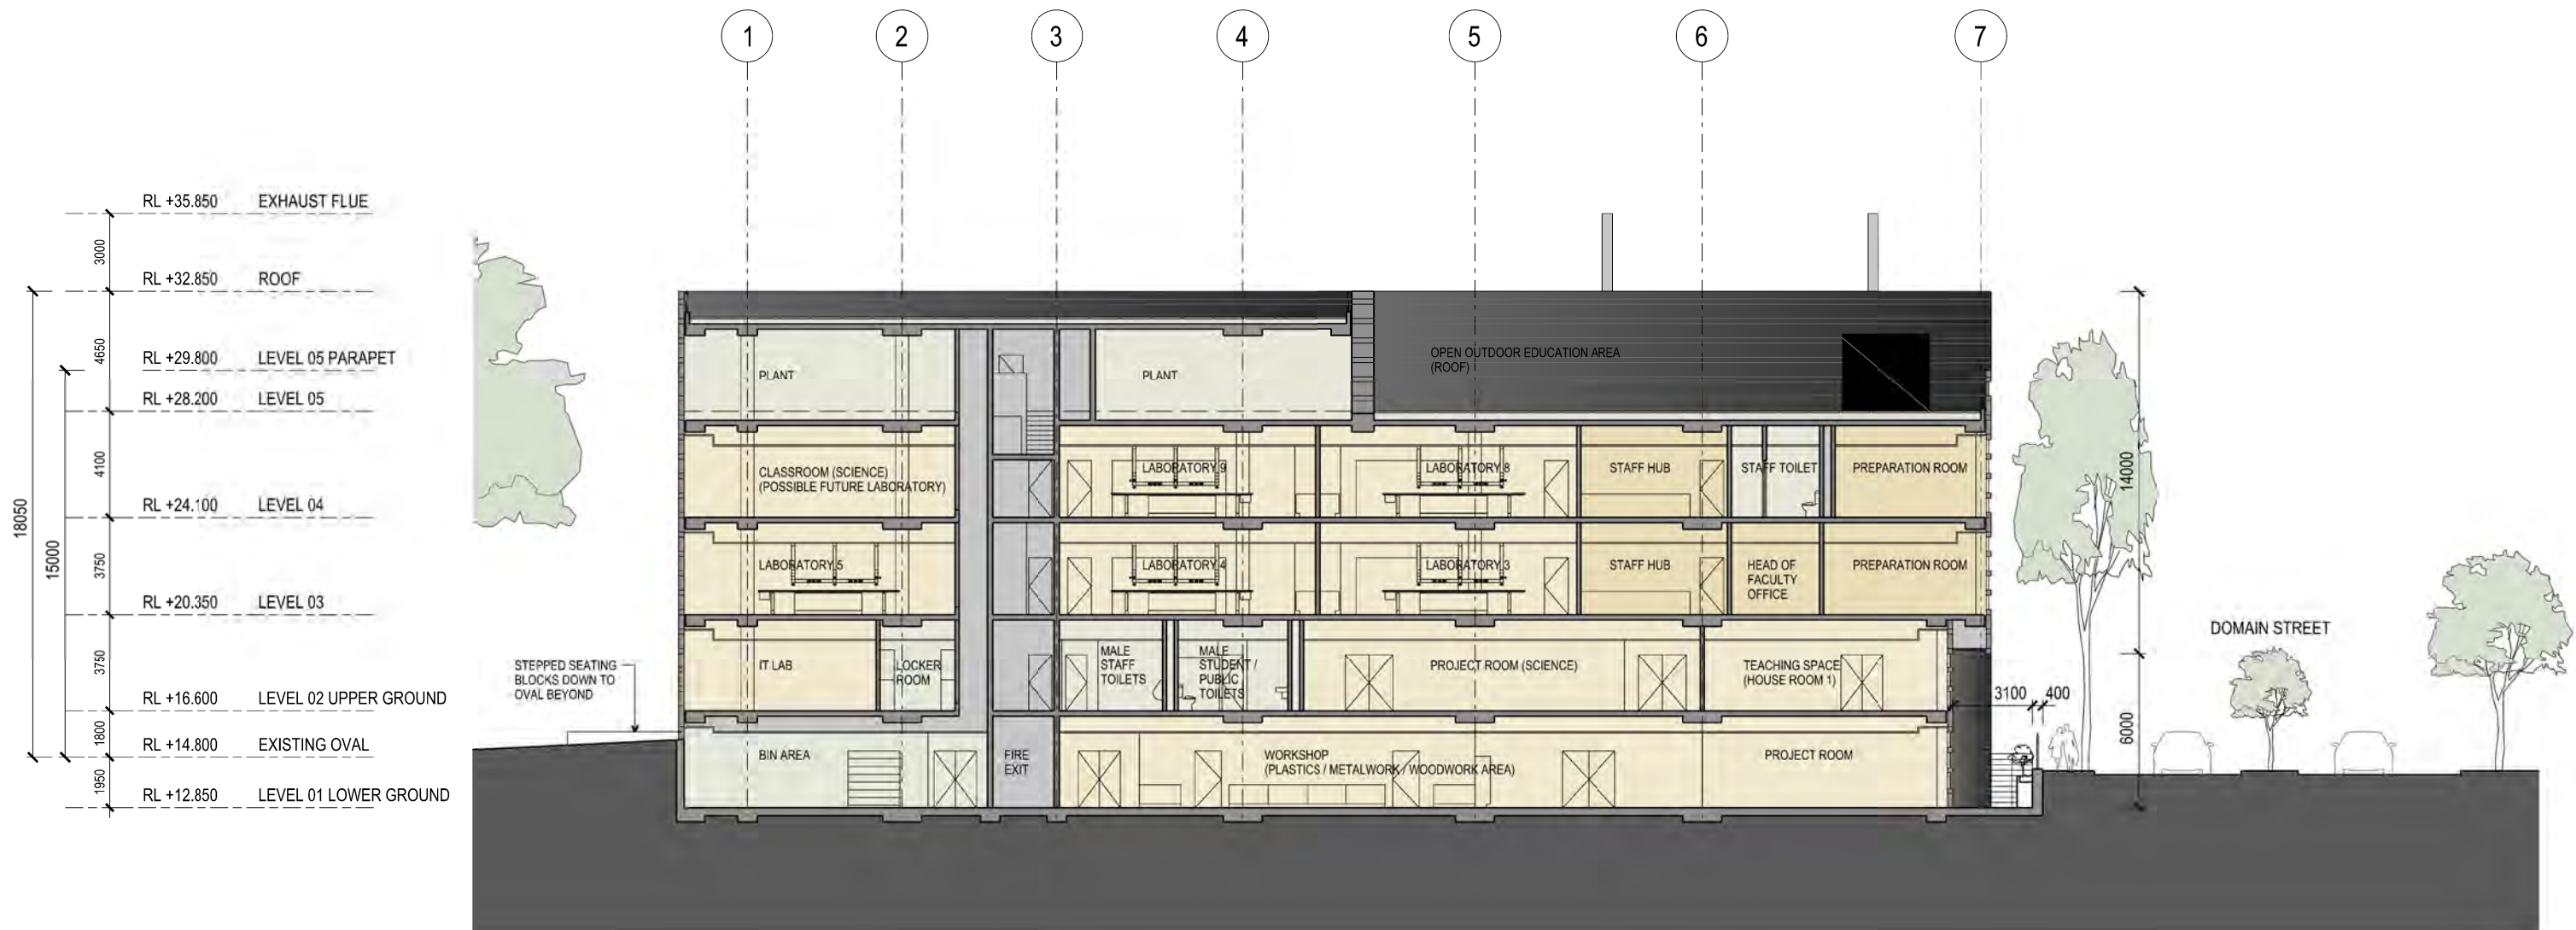 1 2 3 4 5 6 7
RL +35.850 EXHAUST FLUE
3000
RL +32.850 ROOF
4650
RL +29.800 LEVEL 05 PARAPET
RL +28.200 LEVEL 05
4100
RL +24.100 LEVEL 04
3750
RL +20.350 LEVEL 03
3750
RL +16.600 LEVEL 02 UPPER GROUND
1800
RL +14.800 EXISTING OVAL
1950
RL +12.850 LEVEL 01 LOWER GROUND
18050
15000
STEPPED SEATING
BLOCKS DOWN TO
OVAL BEYOND
PLANT
PLANT
OPEN OUTDOOR EDUCATION AREA
(ROOF)
CLASSROOM (SCIENCE)
(POSSIBLE FUTURE LABORATORY)
LABORATORY 9
LABORATORY 8
STAFF HUB
STAFF TOILET
PREPARATION ROOM
LABORATORY 5
LABORATORY 4
LABORATORY 3
STAFF HUB
HEAD OF
FACULTY
OFFICE
PREPARATION ROOM
IT LAB
LOCKER
ROOM
MALE
STAFF
TOILETS
MALE
STUDENT /
PUBLIC
TOILETS
PROJECT ROOM (SCIENCE)
TEACHING SPACE
(HOUSE ROOM 1)
BIN AREA
FIRE
EXIT
WORKSHOP
(PLASTICS / METALWORK / WOODWORK AREA)
PROJECT ROOM
3100 400
14000
6000
DOMAIN STREET